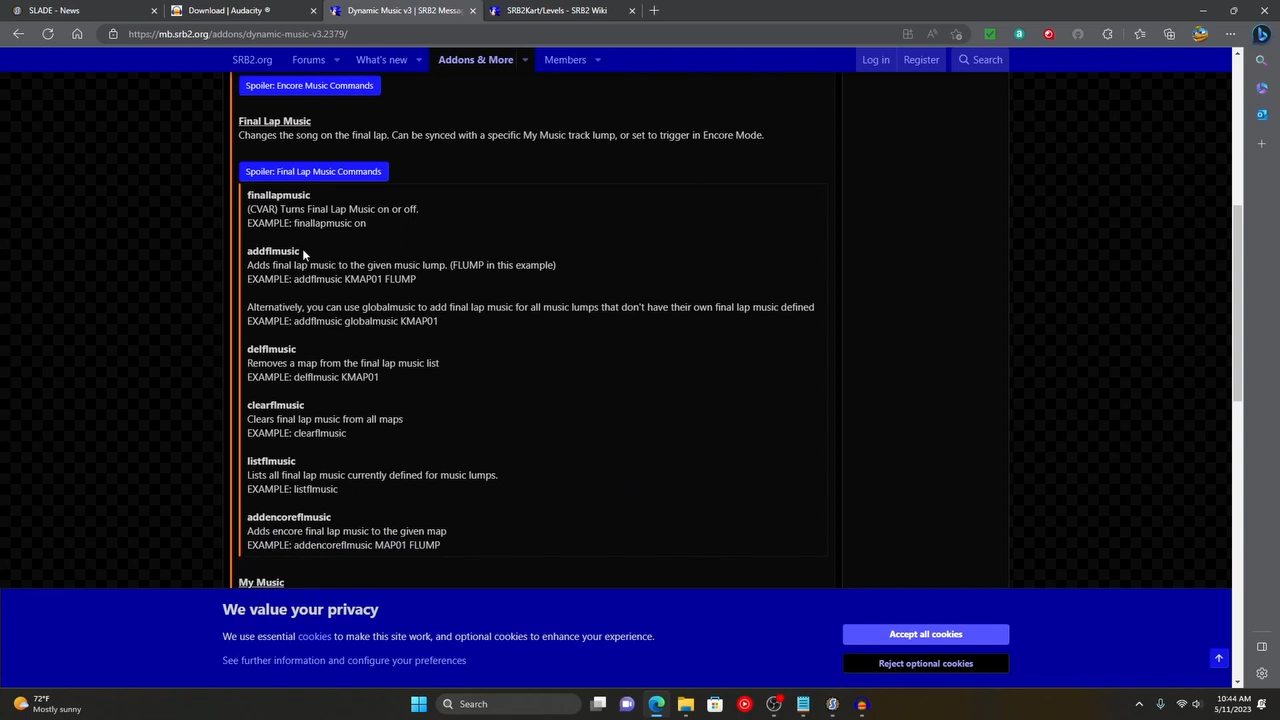 SLADE - News
Download | Audacity ®
Dynamic Music v3 | SRB2 Messa
SRB2Kart/Levels - SRB2 Wiki
https://mb.srb2.org/addons/dynamic-music-v3.2379/
SRB2.org
Forums
What's new
Addons & More
Members
Log in
Register
Search
Spoiler: Encore Music Commands
Final Lap Music
Changes the song on the final lap. Can be synced with a specific My Music track lump, or set to trigger in Encore Mode.
Spoiler: Final Lap Music Commands
finallapmusic
(CVAR) Turns Final Lap Music on or off.
EXAMPLE: finallapmusic on
addflmusic
Adds final lap music to the given music lump. (FLUMP in this example)
EXAMPLE: addflmusic KMAP01 FLUMP
Alternatively, you can use globalmusic to add final lap music for all music lumps that don't have their own final lap music defined
EXAMPLE: addflmusic globalmusic KMAP01
delflmusic
Removes a map from the final lap music list
EXAMPLE: delflmusic KMAP01
clearflmusic
Clears final lap music from all maps
EXAMPLE: clearflmusic
listflmusic
Lists all final lap music currently defined for music lumps.
EXAMPLE: listflmusic
addencoreflmusic
Adds encore final lap music to the given map
EXAMPLE: addencoreflmusic MAP01 FLUMP
My Music
We value your privacy
We use essential cookies to make this site work, and optional cookies to enhance your experience.
See further information and configure your preferences
Accept all cookies
Reject optional cookies
72°F
Mostly sunny
Search
10:44 AM
5/11/2023